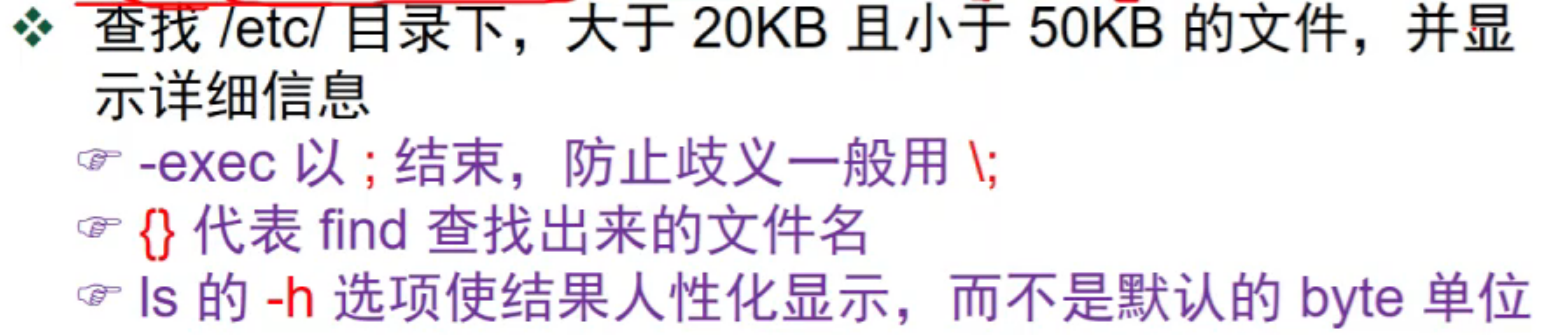 查找 /etc/ 目录下，大于 20KB 且小于 50KB 的文件，并显
示详细信息
-exec 以 ; 结束，防止歧义一般用 \;
{} 代表 find 查找出来的文件名
ls 的 -h 选项使结果人性化显示，而不是默认的 byte 单位